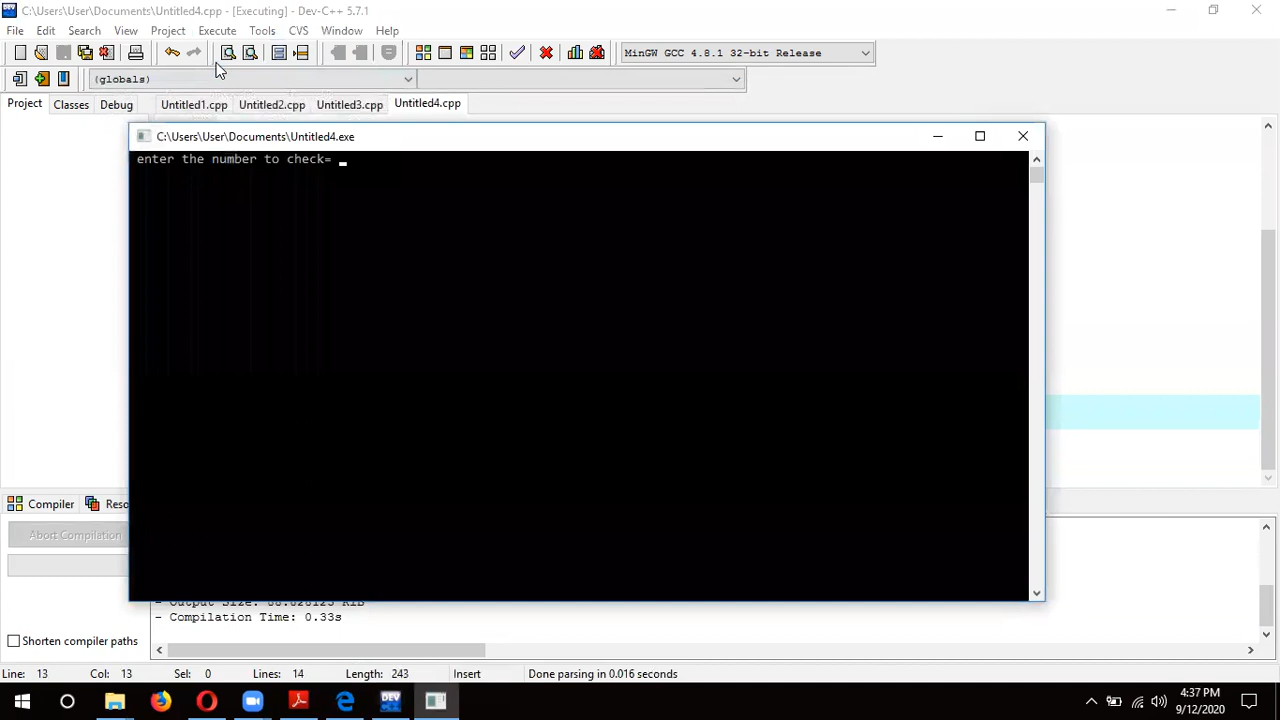 C:\Users\User\Documents\Untitled4.cpp - [Executing] - Dev-C++ 5.7.1
File Edit Search View Project Execute Tools CVS Window Help
MinGW GCC 4.8.1 32-bit Release
(globals)
Project Classes Debug Untitled1.cpp Untitled2.cpp Untitled3.cpp Untitled4.cpp
C:\Users\User\Documents\Untitled4.exe
enter the number to check=
Compiler Reso
Abort Compilation
- Output Size:
- Compilation Time: 0.33s
Shorten compiler paths
Line: 13 Col: 13 Sel: 0 Lines: 14 Length: 243 Insert Done parsing in 0.016 seconds
DEV
4:37 PM
9/12/2020